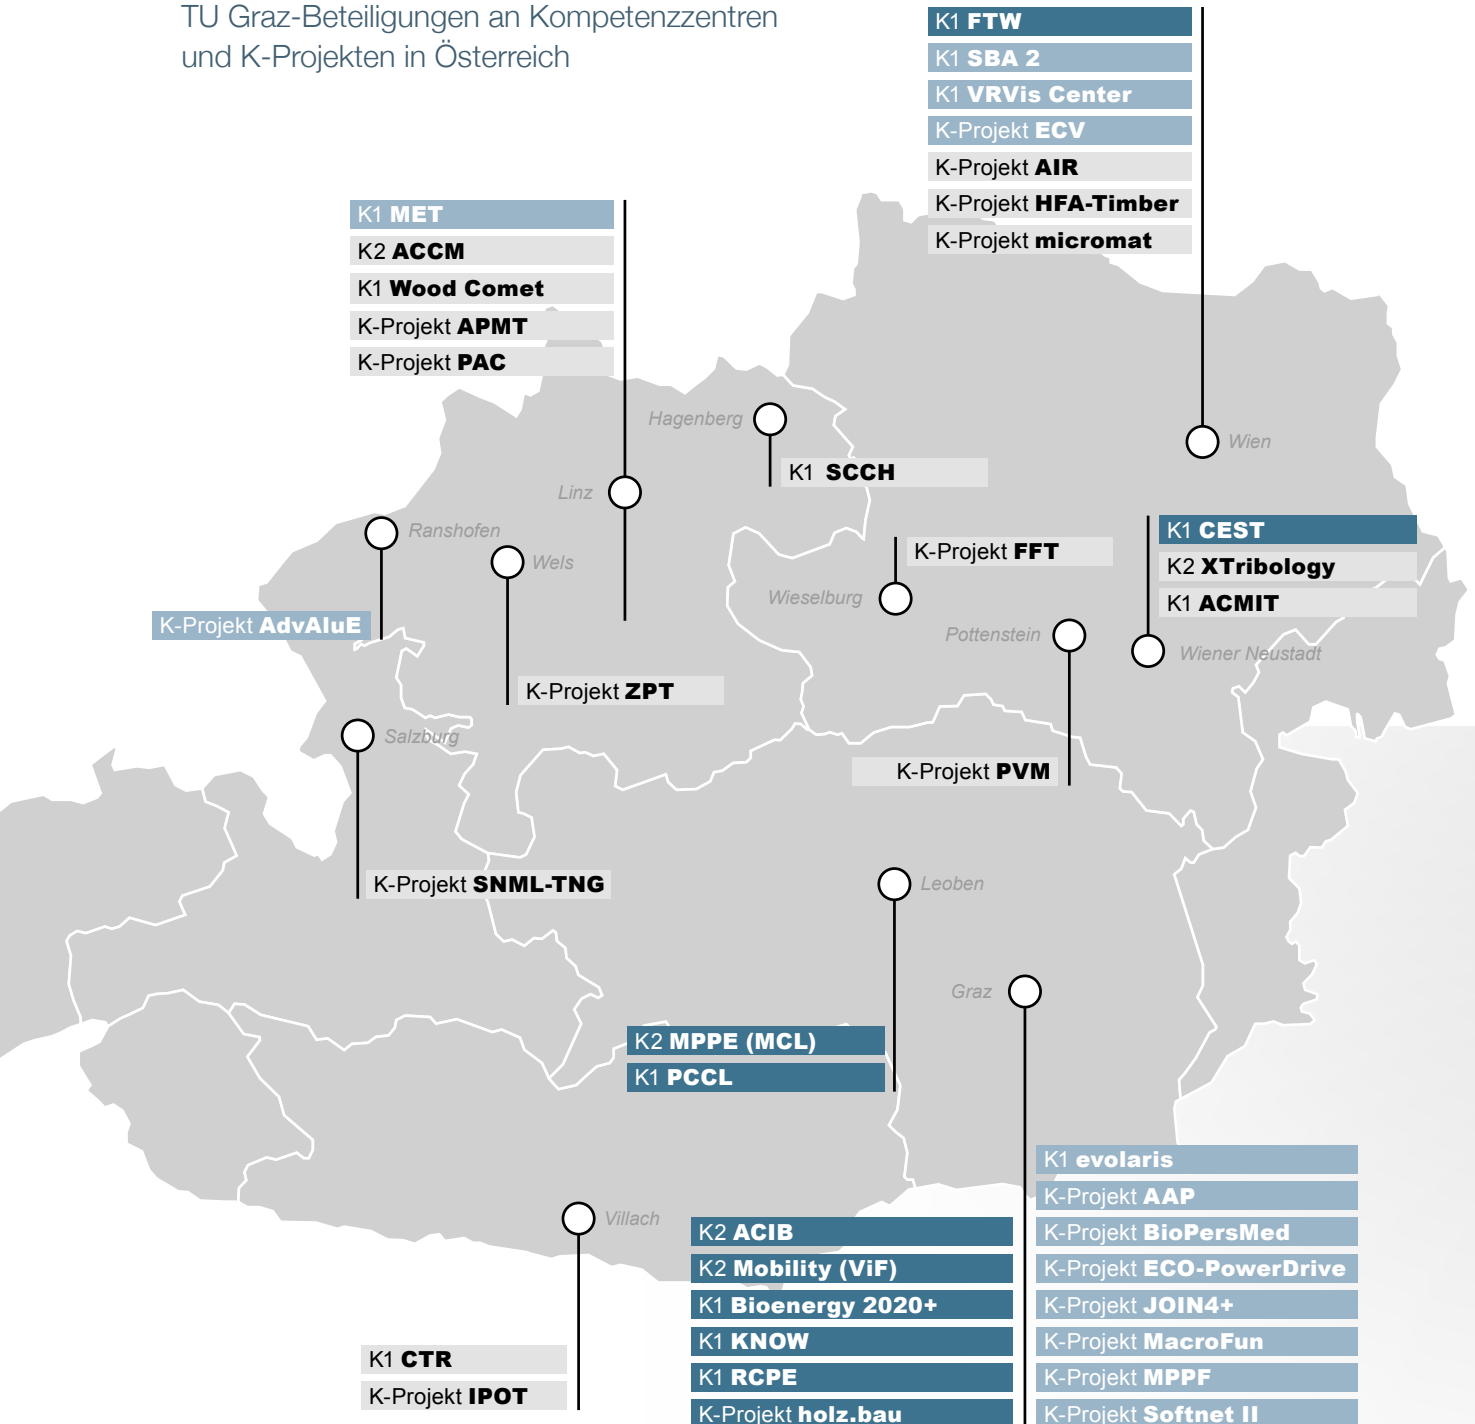 TU Graz-Beteiligungen an Kompetenzzentren
und K-Projekten in Österreich
K1 FTW
K1 SBA 2
K1 VRVis Center
K-Projekt ECV
K-Projekt AIR
K-Projekt HFA-Timber
K-Projekt micromat
K1 MET
K2 ACCM
K1 Wood Comet
K-Projekt APMT
K-Projekt PAC
Hagenberg
Wien
K1 SCCH
Linz
Ranshofen
Wels
K-Projekt FFT
K1 CEST
K2 XTribology
K1 ACMIT
Wieselburg
K-Projekt AdvAluE
Pottenstein
Wiener Neustadt
K-Projekt ZPT
Salzburg
K-Projekt PVM
K-Projekt SNML-TNG
Leoben
Graz
K2 MPPE (MCL)
K1 PCCL
Villach
K1 CTR
K-Projekt IPOT
K2 ACIB
K2 Mobility (ViF)
K1 Bioenergy 2020+
K1 KNOW
K1 RCPE
K-Projekt holz.bau
K1 evolaris
K-Projekt AAP
K-Projekt BioPersMed
K-Projekt ECO-PowerDrive
K-Projekt JOIN4+
K-Projekt MacroFun
K-Projekt MPPF
K-Projekt Softnet II